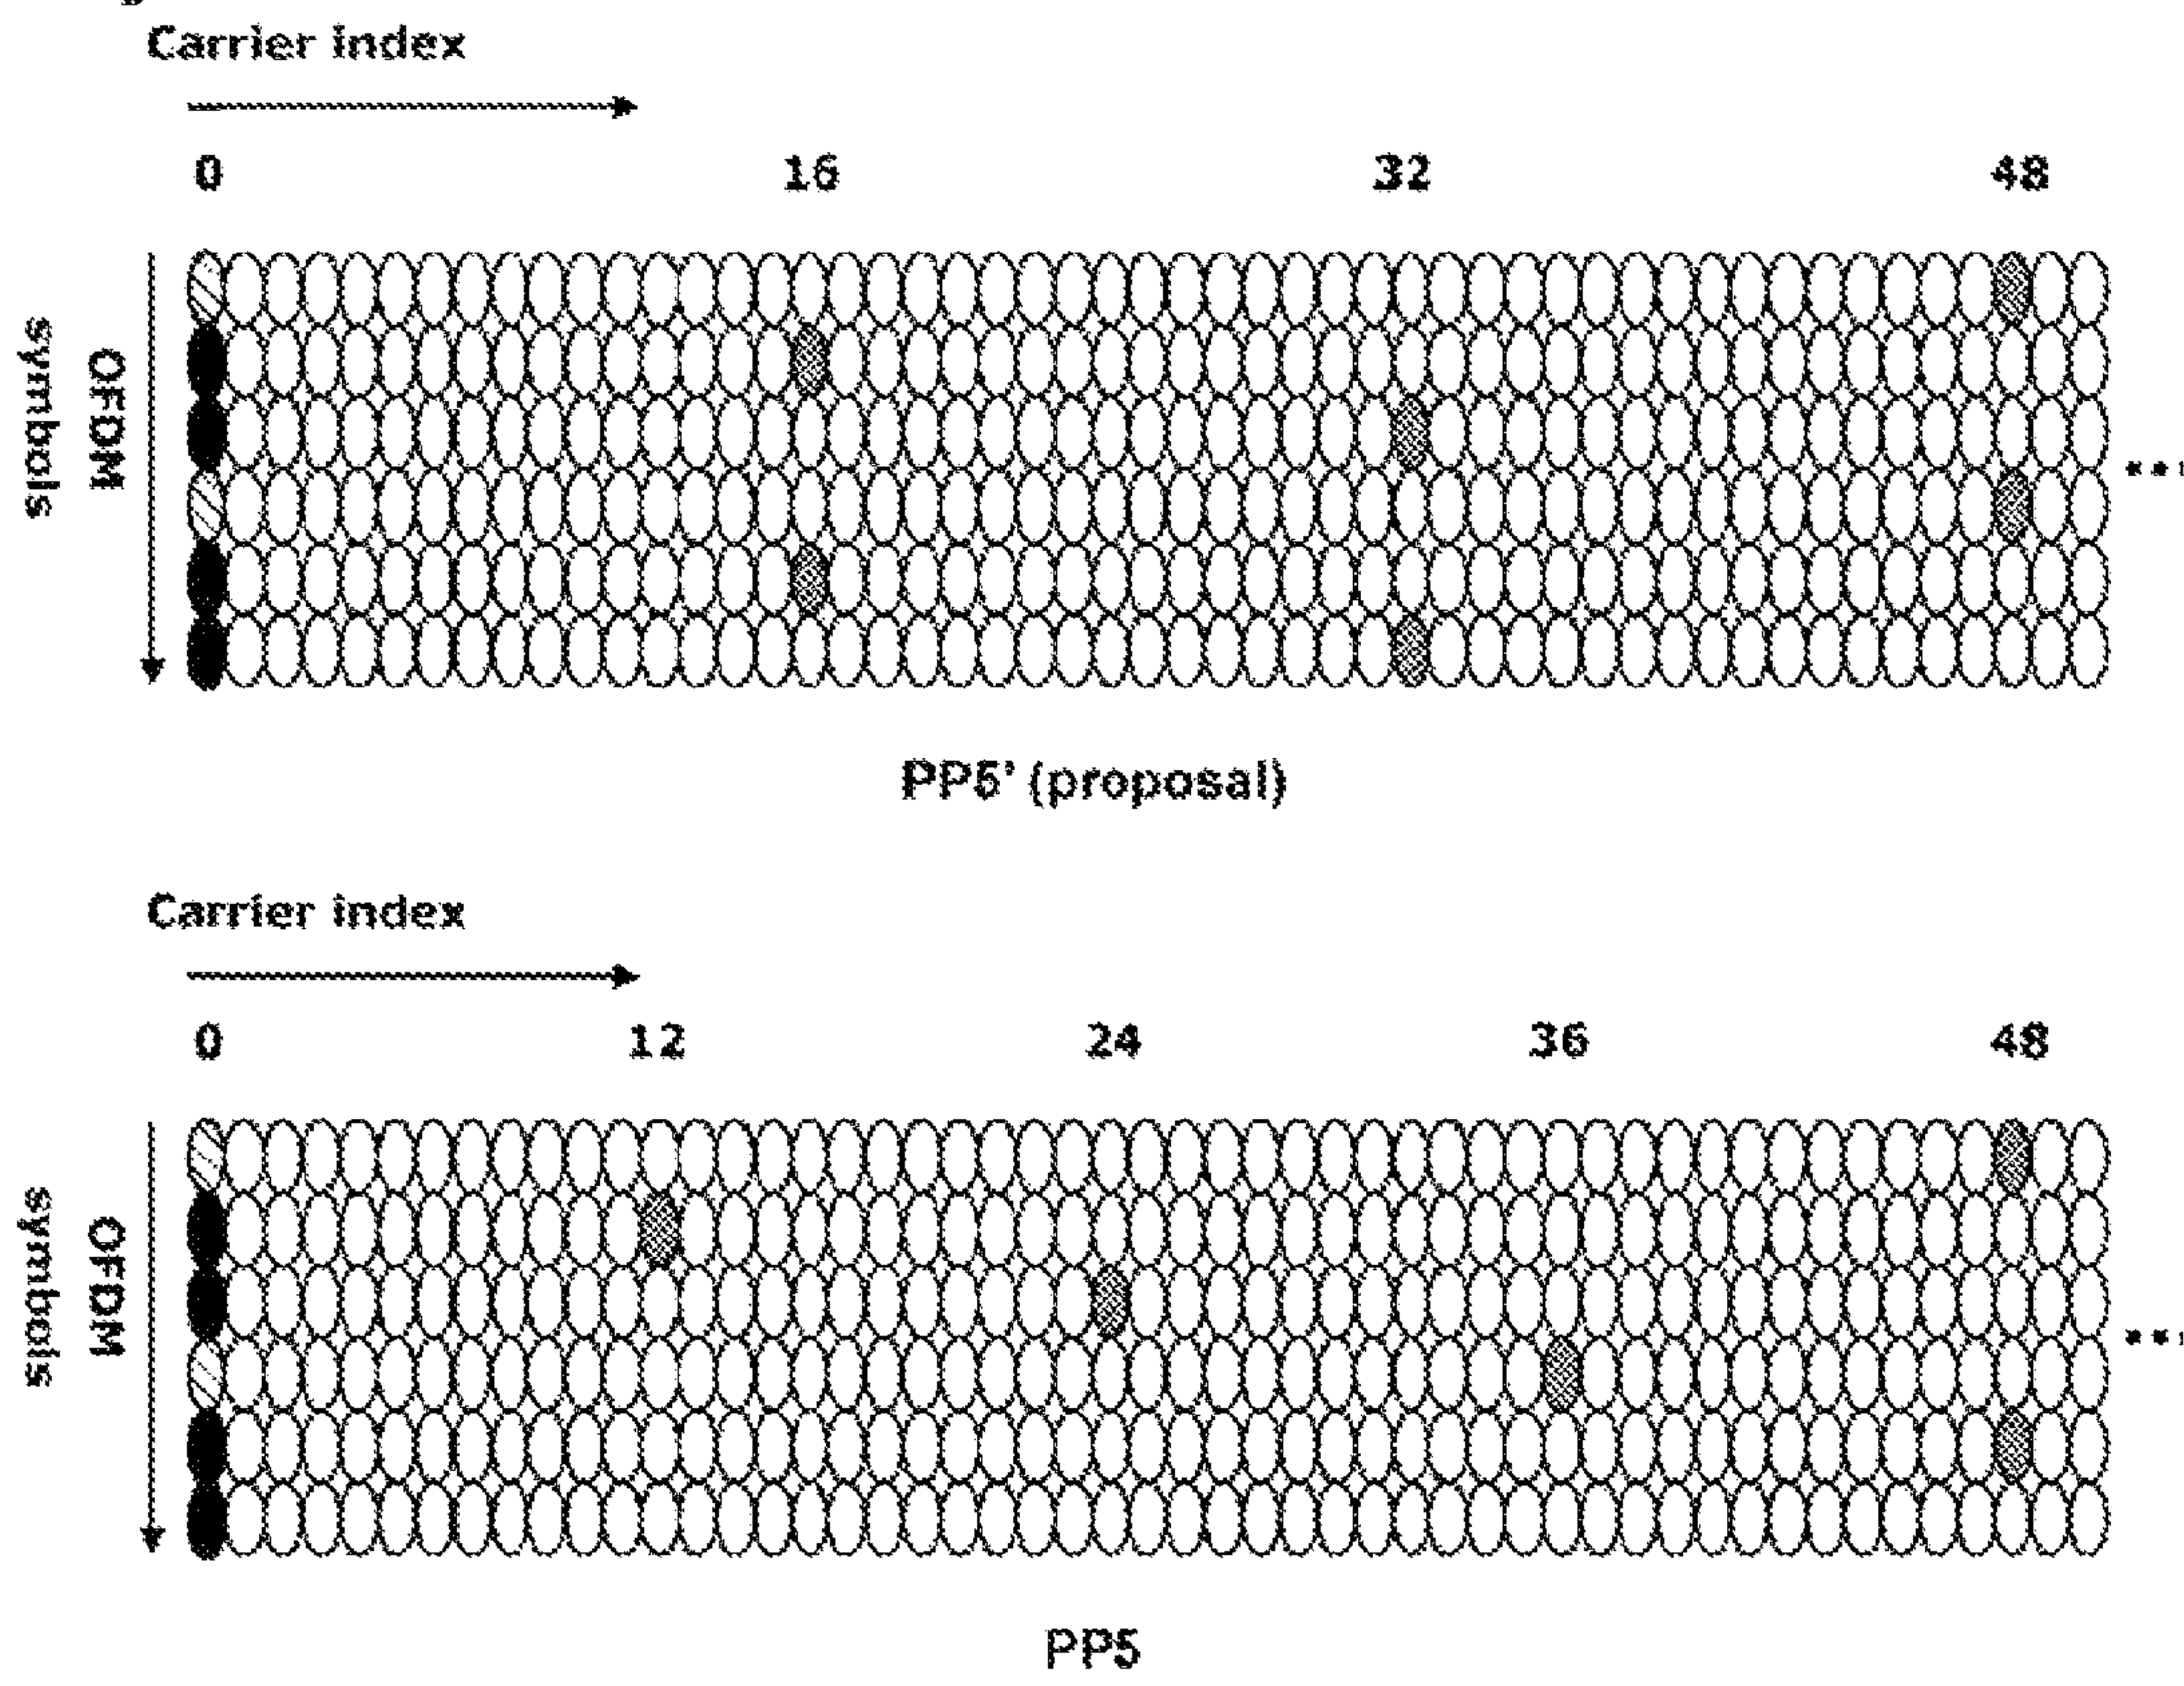 Carrier index
0 16 32 48
OFDM
symbols
PP5' (proposal)
Carrier index
0 12 24 36 48
OFDM
symbols
PP5